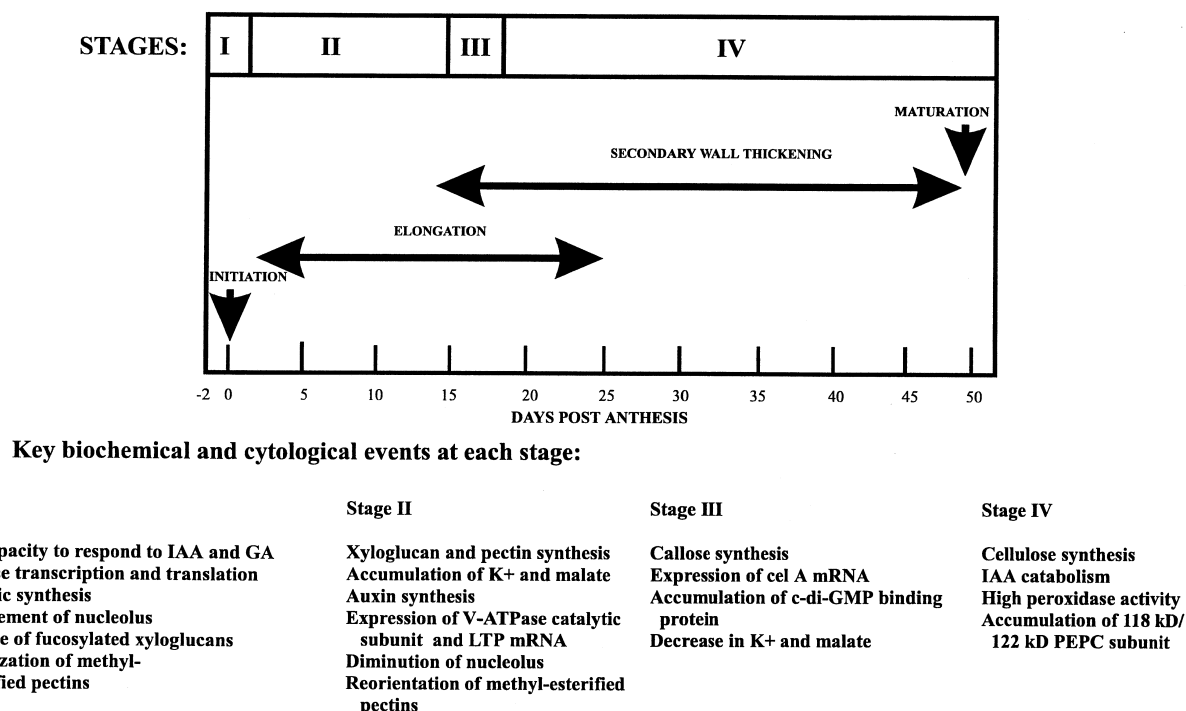 STAGES: I II III IV
MATURATION
SECONDARY WALL THICKENING
ELONGATION
INITIATION
-2 0 5 10 15 20 25 30 35 40 45 50
DAYS POST ANTHESIS
Key biochemical and cytological events at each stage:
pacity to respond to IAA and GA
e transcription and translation
ic synthesis
ement of nucleolus
e of fucosylated xyloglucans
zation of methyl-
ied pectins
Stage II
Xyloglucan and pectin synthesis
Accumulation of K+ and malate
Auxin synthesis
Expression of V-ATPase catalytic
subunit and LTP mRNA
Diminution of nucleolus
Reorientation of methyl-esterified
pectins
Stage III
Callose synthesis
Expression of cel A mRNA
Accumulation of c-di-GMP binding
protein
Decrease in K+ and malate
Stage IV
Cellulose synthesis
IAA catabolism
High peroxidase activity
Accumulation of 118 kD/
122 kD PEPC subunit